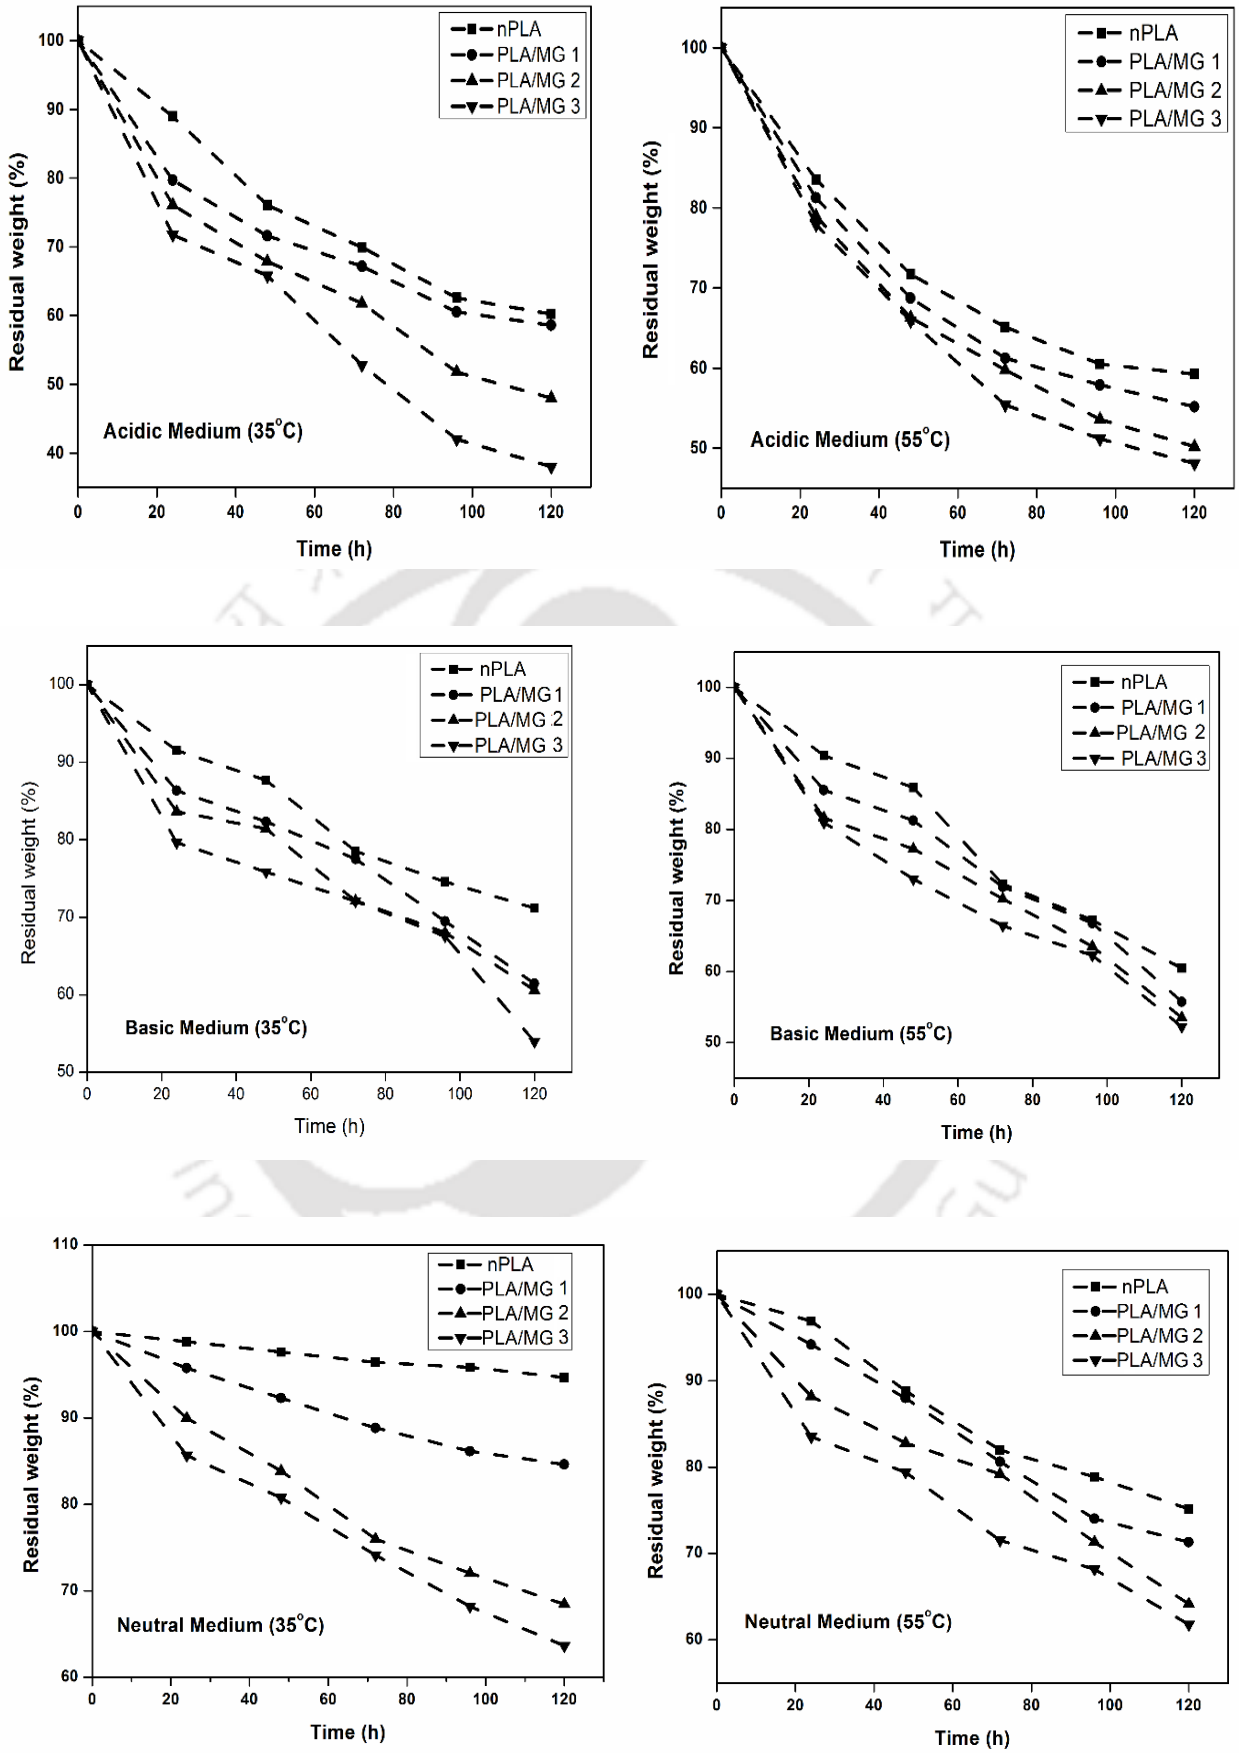 nPLA
PLA/MG 1
PLA/MG 2
PLA/MG 3
100
90
80
70
60
50
40
Residual weight (%)
Acidic Medium (35°C)
0 20 40 60 80 100 120
Time (h)
nPLA
PLA/MG 1
PLA/MG 2
PLA/MG 3
100
90
80
70
60
50
Residual weight (%)
Acidic Medium (55°C)
0 20 40 60 80 100 120
Time (h)
nPLA
PLA/MG 1
PLA/MG 2
PLA/MG 3
100
90
80
70
60
50
Residual weight (%)
Basic Medium (35°C)
0 20 40 60 80 100 120
Time (h)
nPLA
PLA/MG 1
PLA/MG 2
PLA/MG 3
100
90
80
70
60
50
Residual weight (%)
Basic Medium (55°C)
0 20 40 60 80 100 120
Time (h)
nPLA
PLA/MG 1
PLA/MG 2
PLA/MG 3
110
100
90
80
70
60
Residual weight (%)
Neutral Medium (35°C)
0 20 40 60 80 100 120
Time (h)
nPLA
PLA/MG 1
PLA/MG 2
PLA/MG 3
100
90
80
70
60
Residual weight (%)
Neutral Medium (55°C)
0 20 40 60 80 100 120
Time (h)